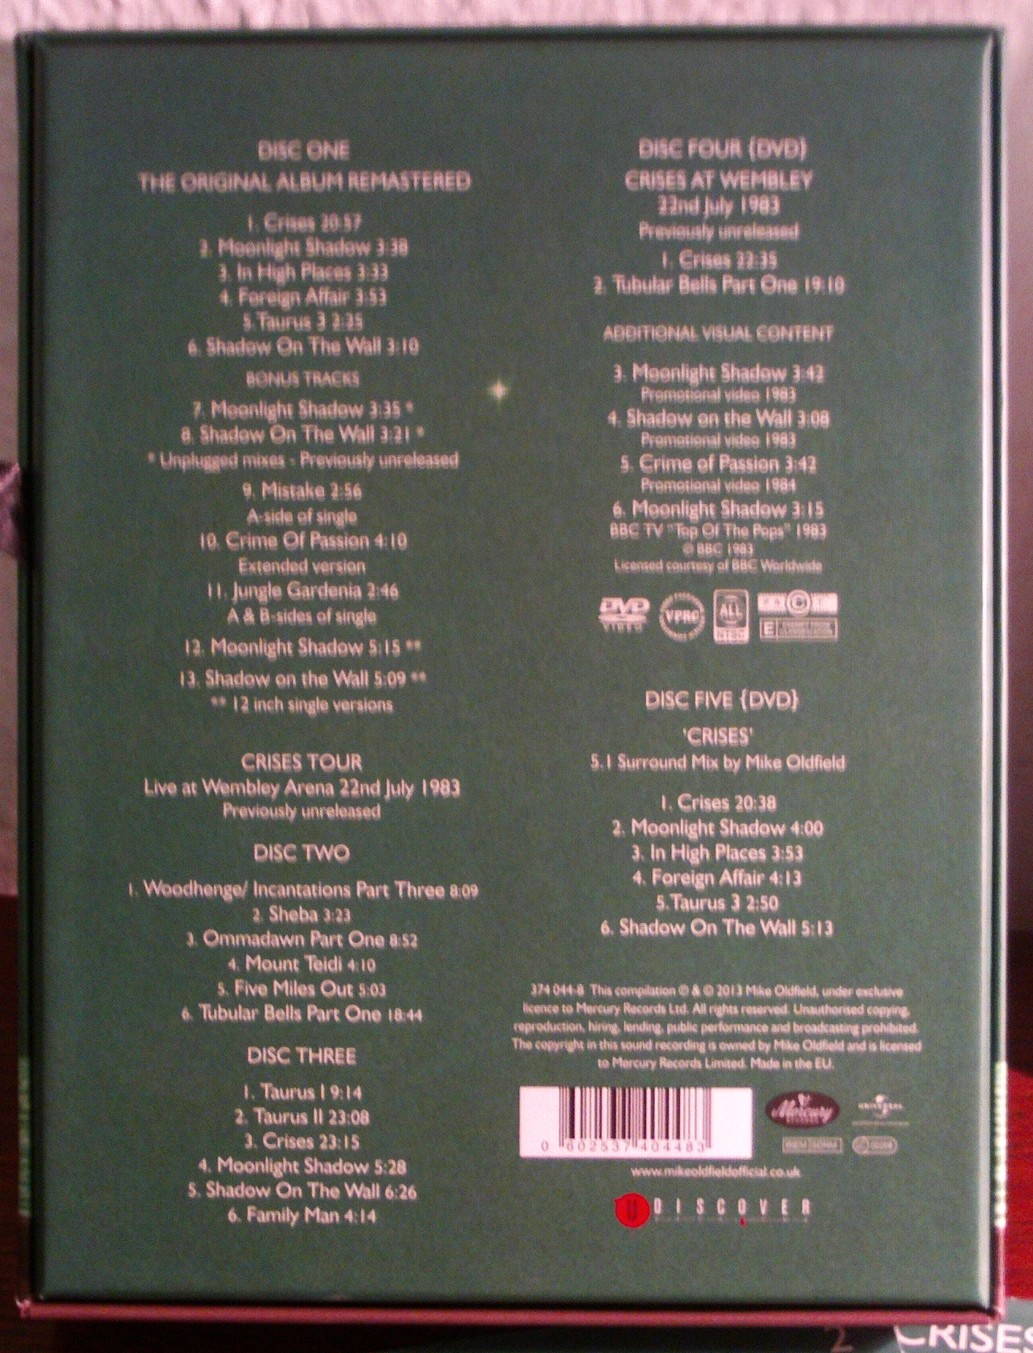 DISC ONE
THE ORIGINAL ALBUM REMASTERED
1. Crises 20:57
2. Moonlight Shadow 3:38
3. In High Places 3:33
4. Foreign Affair 3:53
5. Taurus 3 2:25
6. Shadow On The Wall 3:10
BONUS TRACKS
7. Moonlight Shadow 3:35 *
8. Shadow On The Wall 3:21 *
* Unplugged mixes - Previously unreleased
9. Mistake 2:56
A-side of single
10. Crime Of Passion 4:10
Extended version
11. Jungle Gardenia 2:46
A & B-sides of single
12. Moonlight Shadow 5:15 **
13. Shadow on the Wall 5:09 **
** 12 inch single versions
CRISES TOUR
Live at Wembley Arena 22nd July 1983
Previously unreleased
DISC TWO
1. Woodhenge/ Incantations Part Three 8:09
2. Sheba 3:23
3. Ommadawn Part One 8:52
4. Mount Teidi 4:10
5. Five Miles Out 5:03
6. Tubular Bells Part One 18:44
DISC THREE
1. Taurus I 9:14
2. Taurus II 23:08
3. Crises 23:15
4. Moonlight Shadow 5:28
5. Shadow On The Wall 6:26
6. Family Man 4:14
DISC FOUR {DVD}
CRISES AT WEMBLEY
22nd July 1983
Previously unreleased
1. Crises 22:35
2. Tubular Bells Part One 19:10
ADDITIONAL VISUAL CONTENT
3. Moonlight Shadow 3:42
Promotional video 1983
4. Shadow on the Wall 3:08
Promotional video 1983
5. Crime of Passion 3:42
Promotional video 1984
6. Moonlight Shadow 3:15
BBC TV "Top Of The Pops" 1983
© BBC 1983
Licensed courtesy of BBC Worldwide
DVD VIDEO VPRC ALL NTSC E
DISC FIVE {DVD}
'CRISES'
5.1 Surround Mix by Mike Oldfield
1. Crises 20:38
2. Moonlight Shadow 4:00
3. In High Places 3:53
4. Foreign Affair 4:13
5. Taurus 3 2:50
6. Shadow On The Wall 5:13
374 044-8 This compilation ℗ & © 2013 Mike Oldfield, under exclusive
licence to Mercury Records Ltd. All rights reserved. Unauthorised copying,
reproduction, hiring, lending, public performance and broadcasting prohibited.
The copyright in this sound recording is owned by Mike Oldfield and is licensed
to Mercury Records Limited. Made in the EU.
0 602537 404483
Mercury
UNIVERSAL
www.mikeoldfieldofficial.co.uk
U DISCOVER
2 CRISES